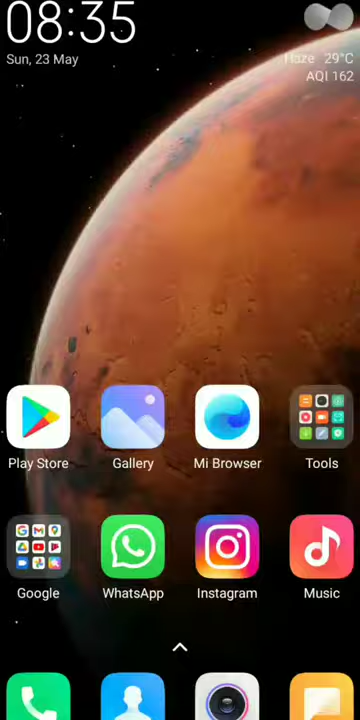 08:35
Sun, 23 May
Haze 29°C
AQI 162
Play Store
Gallery
Mi Browser
Tools
Google
WhatsApp
Instagram
Music